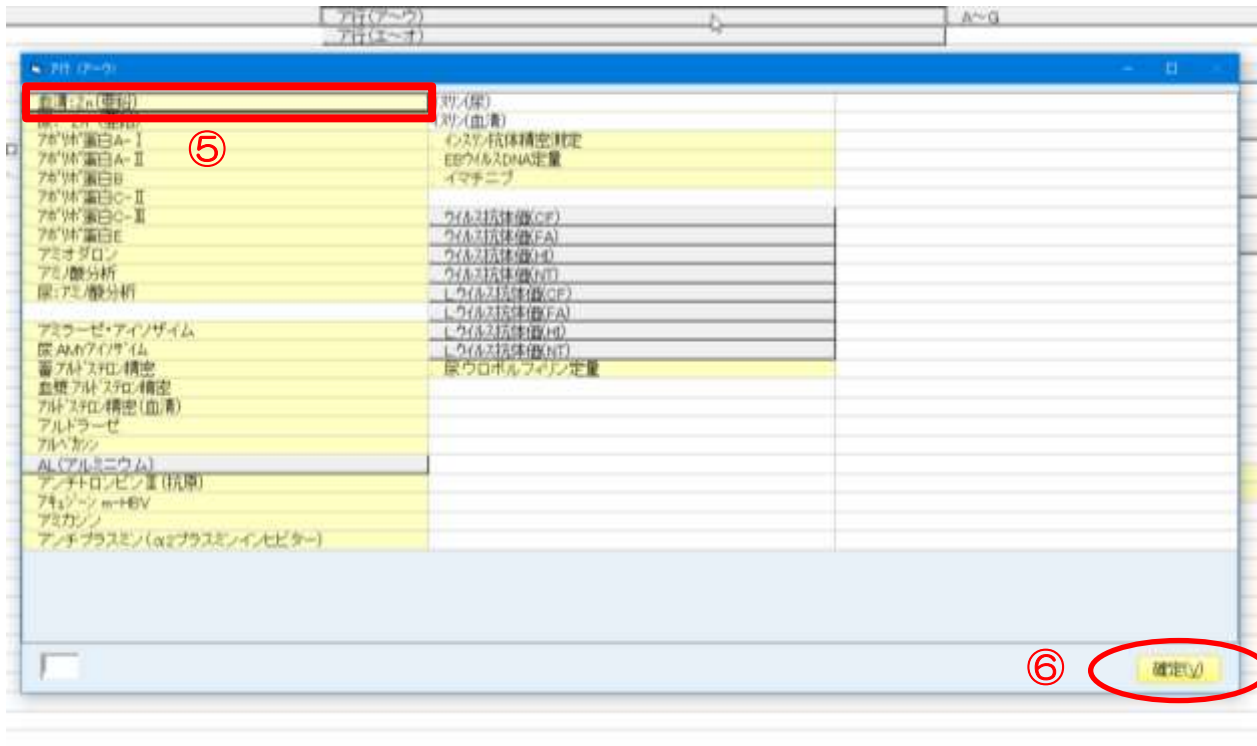 ア行(ア～ウ)
A～G
ア行(エ～オ)
ア行 (ア～ウ)
血清:Zn(亜鉛)
⑤
ｱﾎﾟﾘﾎﾟ蛋白A-Ⅰ
ｱﾎﾟﾘﾎﾟ蛋白A-Ⅱ
ｱﾎﾟﾘﾎﾟ蛋白B
ｱﾎﾟﾘﾎﾟ蛋白C-Ⅱ
ｱﾎﾟﾘﾎﾟ蛋白C-Ⅲ
ｱﾎﾟﾘﾎﾟ蛋白E
アミオダロン
アミノ酸分析
尿:アミノ酸分析
アミラーゼ・アイソザイム
尿AMYｱｲｿｻﾞｲﾑ
蓄ｱﾙﾄﾞｽﾃﾛﾝ精密
血漿ｱﾙﾄﾞｽﾃﾛﾝ精密
ｱﾙﾄﾞｽﾃﾛﾝ精密(血清)
アルドラーゼ
ｱﾙﾍﾞｶｼﾝ
AL(アルミニウム)
アンチトロンビンⅢ(抗原)
ｱｷｭｼﾞｰﾝ m-HBV
アミカシン
アンチプラスミン(α2プラスミンインヒビター)
ｲﾝｽﾘﾝ抗体精密測定
EBウイルスDNA定量
イマチニブ
ウイルス抗体価(CF)
ウイルス抗体価(FA)
ウイルス抗体価(HI)
ウイルス抗体価(NT)
Lウイルス抗体価(CF)
Lウイルス抗体価(FA)
Lウイルス抗体価(HI)
Lウイルス抗体価(NT)
尿ウロポルフィリン定量
⑥
確定(V)